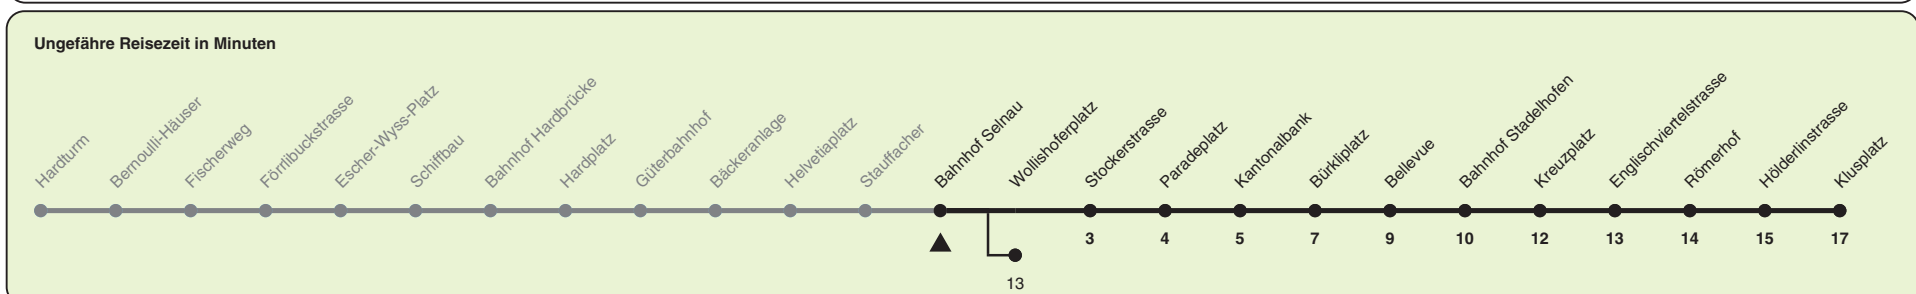 Ungefähre Reisezeit in Minuten
Hardturm
Bernoulli-Häuser
Fischerweg
Förrlibuckstrasse
Escher-Wyss-Platz
Schiffbau
Bahnhof Hardbrücke
Hardplatz
Güterbahnhof
Bäckeranlage
Helvetiaplatz
Stauffacher
Bahnhof Selnau
Wollishoferplatz
Stockerstrasse
Paradeplatz
Kantonalbank
Bürkliplatz
Bellevue
Bahnhof Stadelhofen
Kreuzplatz
Englischviertelstrasse
Römerhof
Hölderlinstrasse
Klusplatz
3 4 5 7 9 10 12 13 14 15 17
13